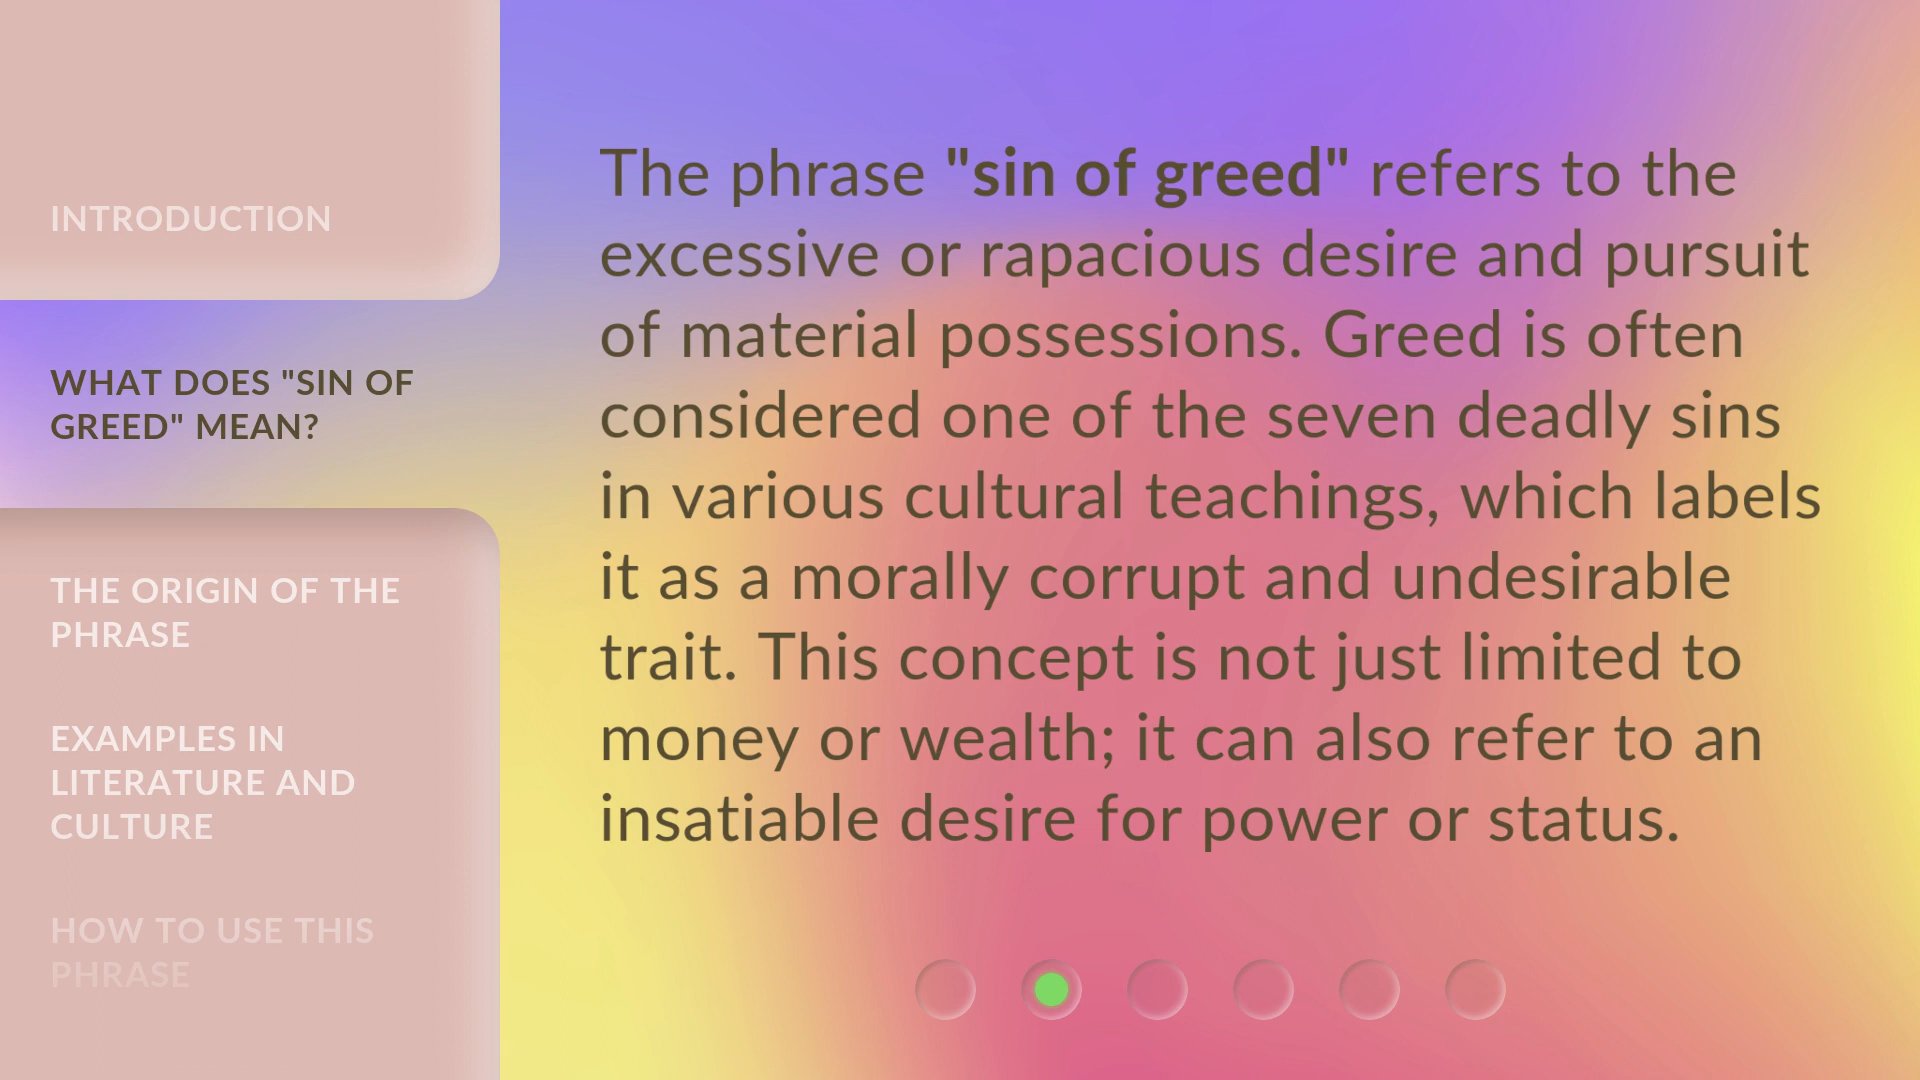 INTRODUCTION
WHAT DOES "SIN OF
GREED" MEAN?
THE ORIGIN OF THE
PHRASE
EXAMPLES IN
LITERATURE AND
CULTURE
HOW TO USE THIS
PHRASE
The phrase "sin of greed" refers to the
excessive or rapacious desire and pursuit
of material possessions. Greed is often
considered one of the seven deadly sins
in various cultural teachings, which labels
it as a morally corrupt and undesirable
trait. This concept is not just limited to
money or wealth; it can also refer to an
insatiable desire for power or status.